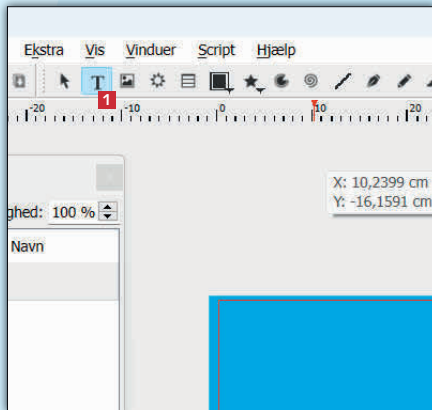 Ekstra Vis Vinduer Script Hjælp
T
1
-20 -10 0 10 20
X: 10,2399 cm
Y: -16,1591 cm
ghed: 100 %
Navn